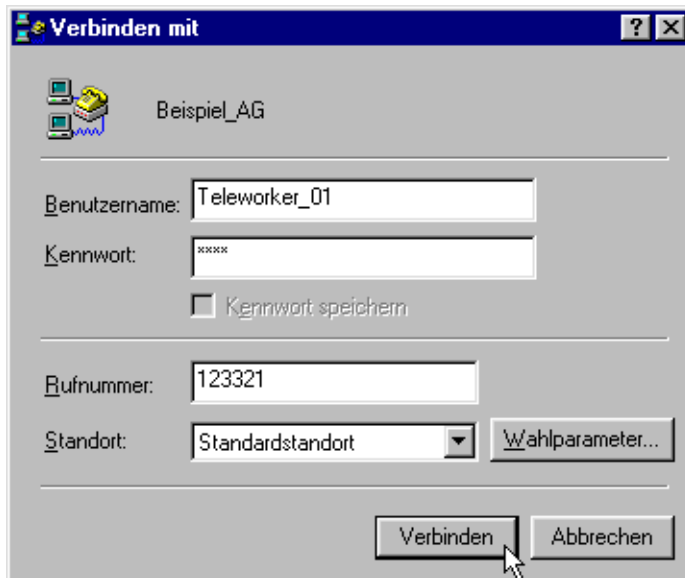 Verbinden mit
Beispiel_AG
Benutzername: Teleworker_01
Kennwort: ****
Kennwort speichern
Rufnummer: 123321
Standort: Standardstandort Wahlparameter...
Verbinden Abbrechen